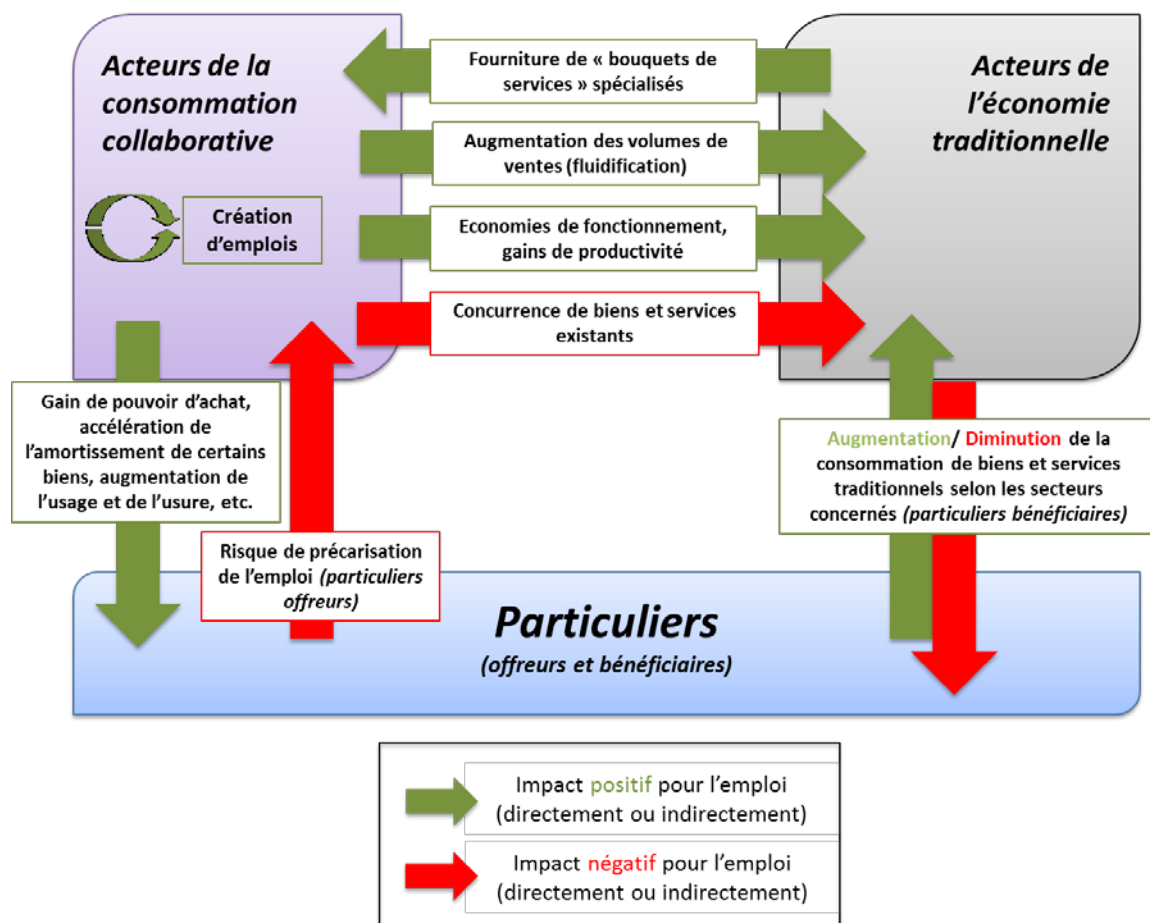 Acteurs de la
consommation
collaborative
Fourniture de « bouquets de
services » spécialisés
Acteurs de
l’économie
traditionnelle
Augmentation des volumes de
ventes (fluidification)
Création
d’emplois
Economies de fonctionnement,
gains de productivité
Concurrence de biens et services
existants
Gain de pouvoir d’achat,
accélération de
l’amortissement de certains
biens, augmentation de
l’usage et de l’usure, etc.
Risque de précarisation
de l’emploi (particuliers
offreurs)
Augmentation/ Diminution de la
consommation de biens et services
traditionnels selon les secteurs
concernés (particuliers bénéficiaires)
Particuliers
(offreurs et bénéficiaires)
Impact positif pour l’emploi
(directement ou indirectement)
Impact négatif pour l’emploi
(directement ou indirectement)